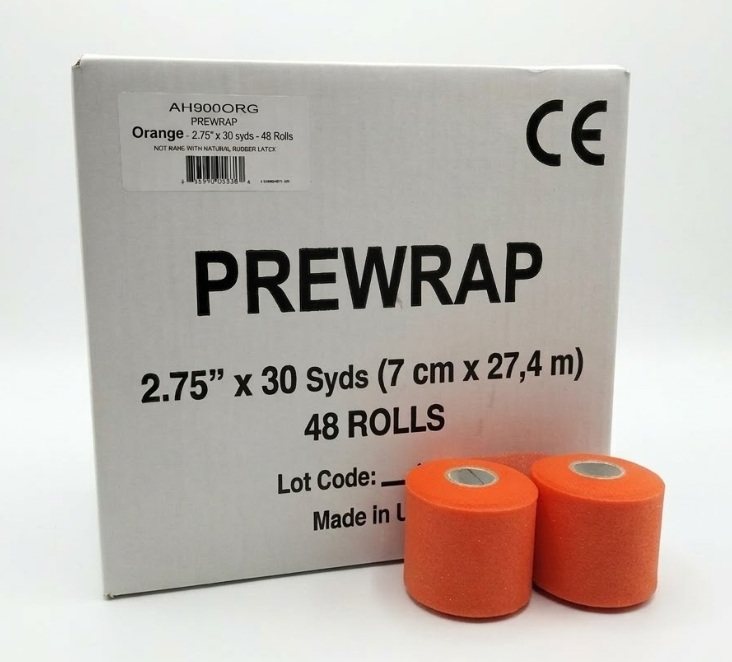 AH900ORG
PREWRAP
Orange - 2.75" x 30 syds - 48 Rolls
NOT RAHE WITH NATURAL RUBBER LATEX
CE
PREWRAP
2.75” x 30 Syds (7 cm x 27,4 m)
48 ROLLS
Lot Code:
Made in